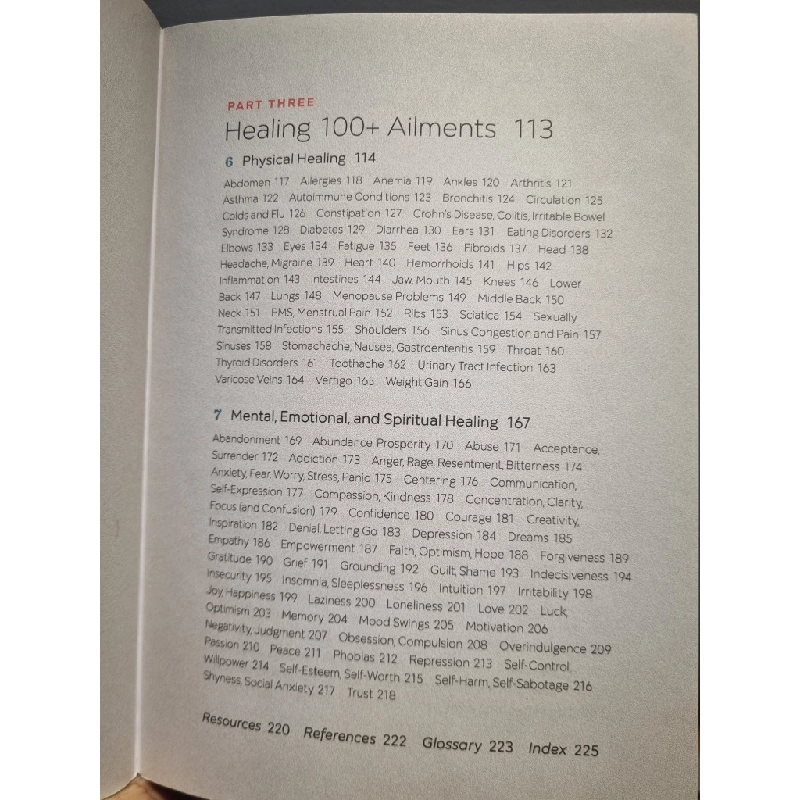 PART THREE
Healing 100+ Ailments 113
6 Physical Healing 114
Abdomen 117 Allergies 118 Anemia 119 Ankles 120 Arthritis 121
Asthma 122 Autoimmune Conditions 123 Bronchitis 124 Circulation 125
Colds and Flu 126 Constipation 127 Crohn's Disease, Colitis, Irritable Bowel
Syndrome 128 Diabetes 129 Diarrhea 130 Ears 131 Eating Disorders 132
Elbows 133 Eyes 134 Fatigue 135 Feet 136 Fibroids 137 Head 138
Headache, Migraine 139 Heart 140 Hemorrhoids 141 Hips 142
Inflammation 143 Intestines 144 Jaw, Mouth 145 Knees 146 Lower
Back 147 Lungs 148 Menopause Problems 149 Middle Back 150
Neck 151 PMS, Menstrual Pain 152 Ribs 153 Sciatica 154 Sexually
Transmitted Infections 155 Shoulders 156 Sinus Congestion and Pain 157
Sinuses 158 Stomachache, Nausea, Gastroenteritis 159 Throat 160
Thyroid Disorders 161 Toothache 162 Urinary Tract Infection 163
Varicose Veins 164 Vertigo 165 Weight Gain 166
7 Mental, Emotional, and Spiritual Healing 167
Abandonment 169 Abundance Prosperity 170 Abuse 171 Acceptance,
Surrender 172 Addiction 173 Anger, Rage, Resentment, Bitterness 174
Anxiety, Fear, Worry, Stress, Panic 175 Centering 176 Communication,
Self-Expression 177 Compassion, Kindness 178 Concentration, Clarity,
Focus (and Confusion) 179 Confidence 180 Courage 181 Creativity,
Inspiration 182 Denial, Letting Go 183 Depression 184 Dreams 185
Empathy 186 Empowerment 187 Faith, Optimism, Hope 188 Forgiveness 189
Gratitude 190 Grief 191 Grounding 192 Guilt, Shame 193 Indecisiveness 194
Insecurity 195 Insomnia, Sleeplessness 196 Intuition 197 Irritability 198
Joy, Happiness 199 Laziness 200 Loneliness 201 Love 202 Luck,
Optimism 203 Memory 204 Mood Swings 205 Motivation 206
Negativity, Judgment 207 Obsession, Compulsion 208 Overindulgence 209
Passion 210 Peace 211 Phobias 212 Repression 213 Self-Control,
Willpower 214 Self-Esteem, Self-Worth 215 Self-Harm, Self-Sabotage 216
Shyness, Social Anxiety 217 Trust 218
Resources 220 References 222 Glossary 223 Index 225